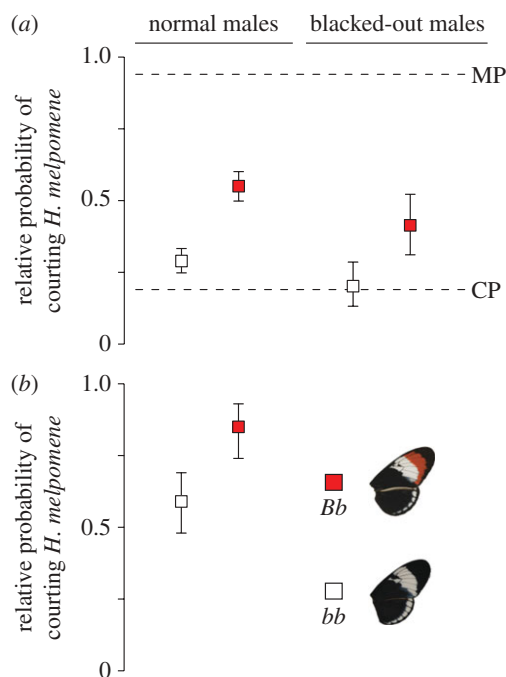 (a) normal males blacked-out males
1.0
MP
relative probability of
courting H. melpomene
0.5
CP
0
(b)
1.0
relative probability of
courting H. melpomene
Bb
0.5
bb
0